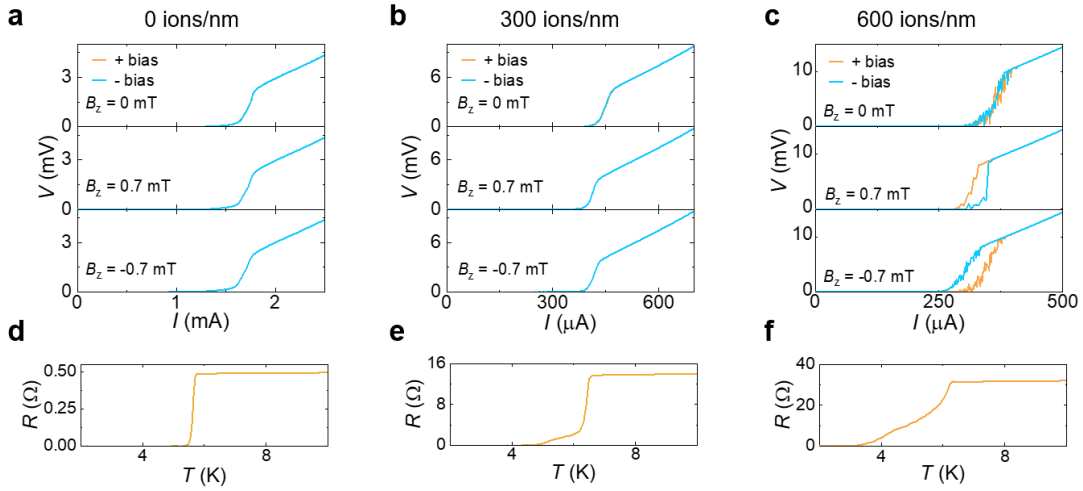 a 0 ions/nm
+ bias
- bias
B_z = 0 mT
B_z = 0.7 mT
B_z = -0.7 mT
V (mV)
3
0
3
0
3
0
0 1 2
I (mA)
b 300 ions/nm
+ bias
- bias
B_z = 0 mT
B_z = 0.7 mT
B_z = -0.7 mT
V (mV)
6
0
6
0
6
0
0 300 600
I (μA)
c 600 ions/nm
+ bias
- bias
B_z = 0 mT
B_z = 0.7 mT
B_z = -0.7 mT
V (mV)
10
0
10
0
10
0
0 250 500
I (μA)
d
R (Ω)
0.50
0.25
0.00
4 8
T (K)
e
R (Ω)
16
8
0
4 8
T (K)
f
R (Ω)
40
20
0
4 8
T (K)